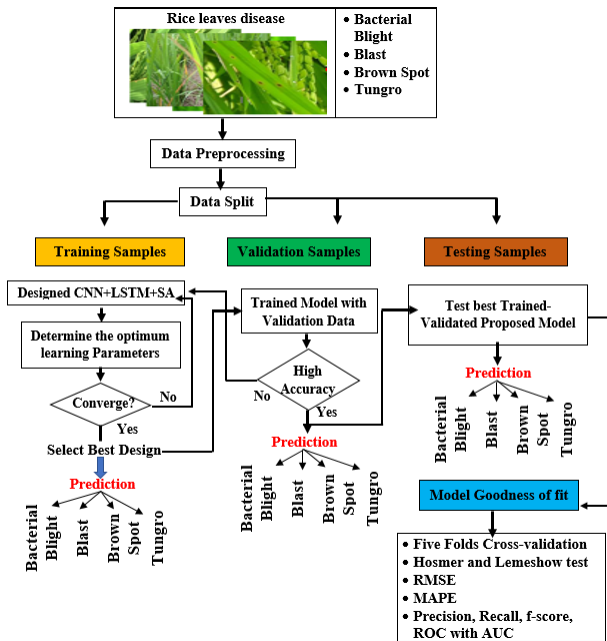 Rice leaves disease
• Bacterial
Blight
• Blast
• Brown Spot
• Tungro
Data Preprocessing
Data Split
Training Samples
Validation Samples
Testing Samples
Designed CNN+LSTM+SA
Determine the optimum
learning Parameters
Converge?
No
Yes
Select Best Design
Prediction
Bacterial
Blight
Blast
Brown
Spot
Tungro
Trained Model with
Validation Data
High
Accuracy
No
Yes
Prediction
Bacterial
Blight
Blast
Brown
Spot
Tungro
Test best Trained-
Validated Proposed Model
Prediction
Bacterial
Blight
Blast
Brown
Spot
Tungro
Model Goodness of fit
• Five Folds Cross-validation
• Hosmer and Lemeshow test
• RMSE
• MAPE
• Precision, Recall, f-score,
ROC with AUC